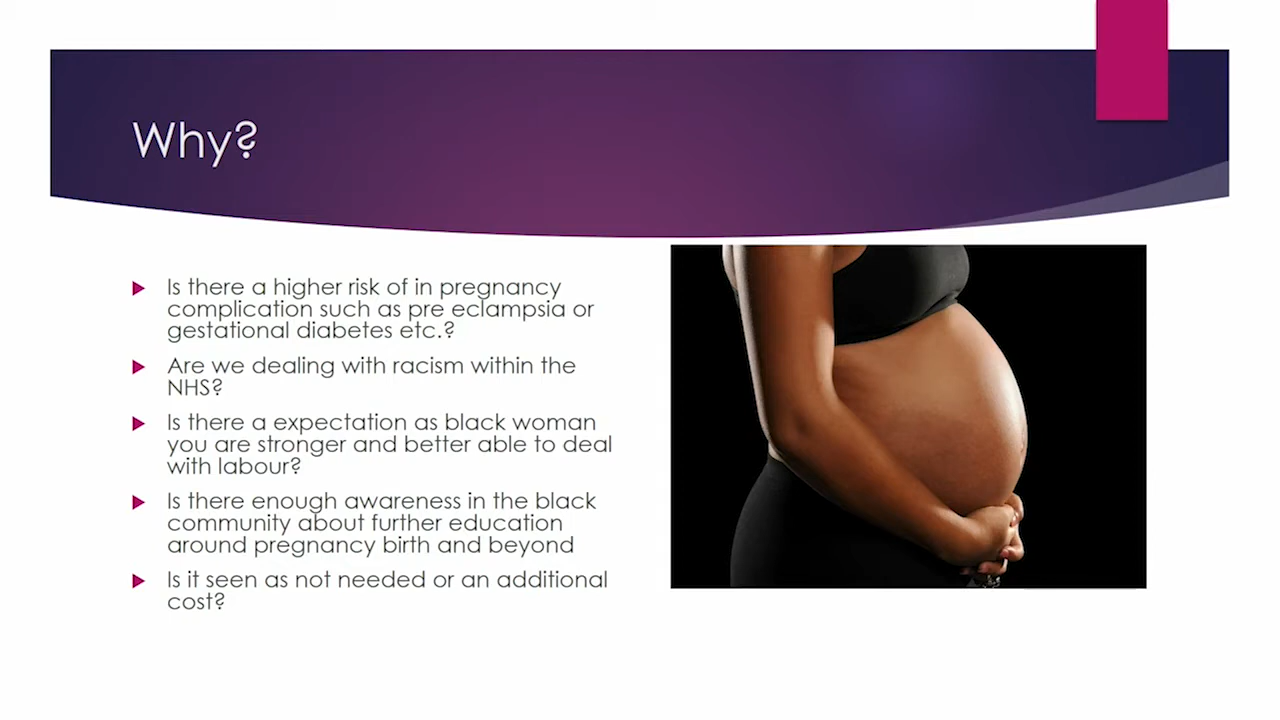 Why?
Is there a higher risk of in pregnancy
complication such as pre eclampsia or
gestational diabetes etc.?
Are we dealing with racism within the
NHS?
Is there a expectation as black woman
you are stronger and better able to deal
with labour?
Is there enough awareness in the black
community about further education
around pregnancy birth and beyond
Is it seen as not needed or an additional
cost?